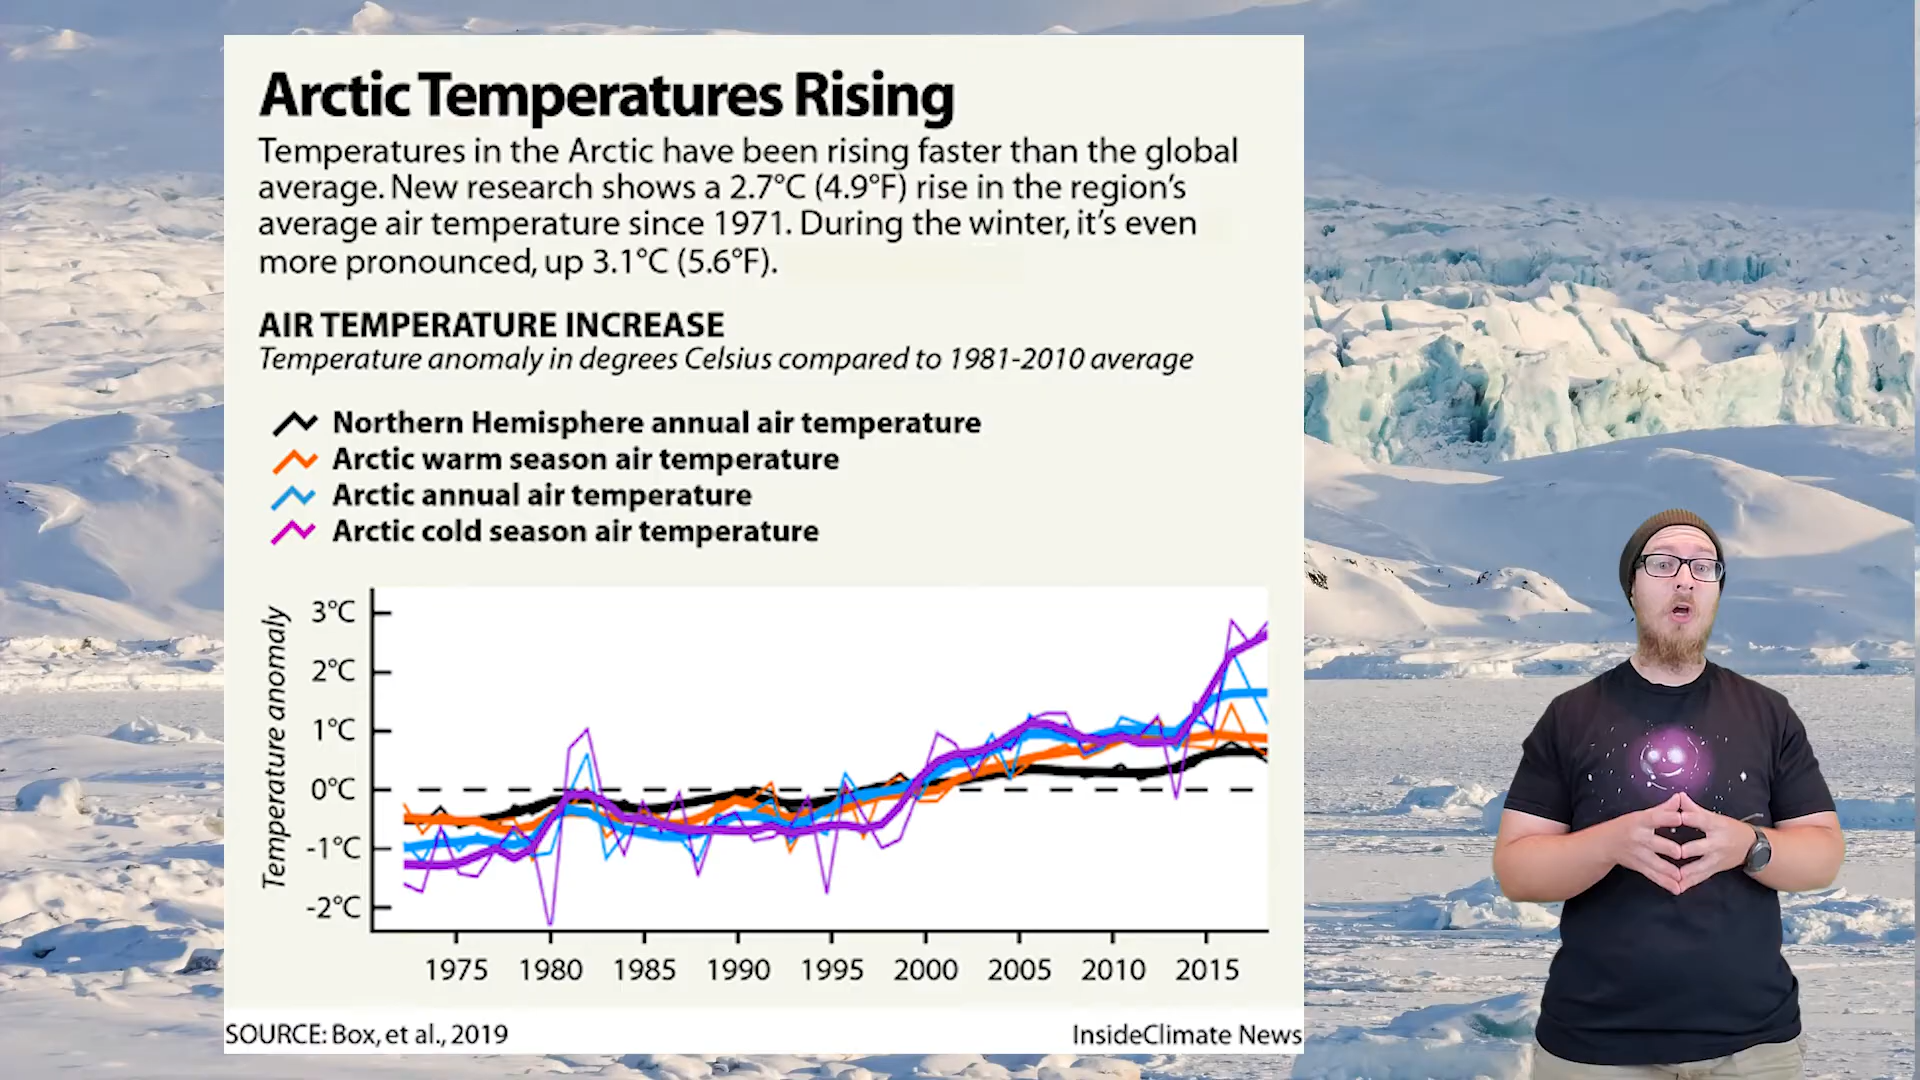 Arctic Temperatures Rising
Temperatures in the Arctic have been rising faster than the global
average. New research shows a 2.7°C (4.9°F) rise in the region's
average air temperature since 1971. During the winter, it's even
more pronounced, up 3.1°C (5.6°F).
AIR TEMPERATURE INCREASE
Temperature anomaly in degrees Celsius compared to 1981-2010 average
Northern Hemisphere annual air temperature
Arctic warm season air temperature
Arctic annual air temperature
Arctic cold season air temperature
Temperature anomaly
3°C
2°C
1°C
0°C
-1°C
-2°C
1975 1980 1985 1990 1995 2000 2005 2010 2015
SOURCE: Box, et al., 2019
InsideClimate News